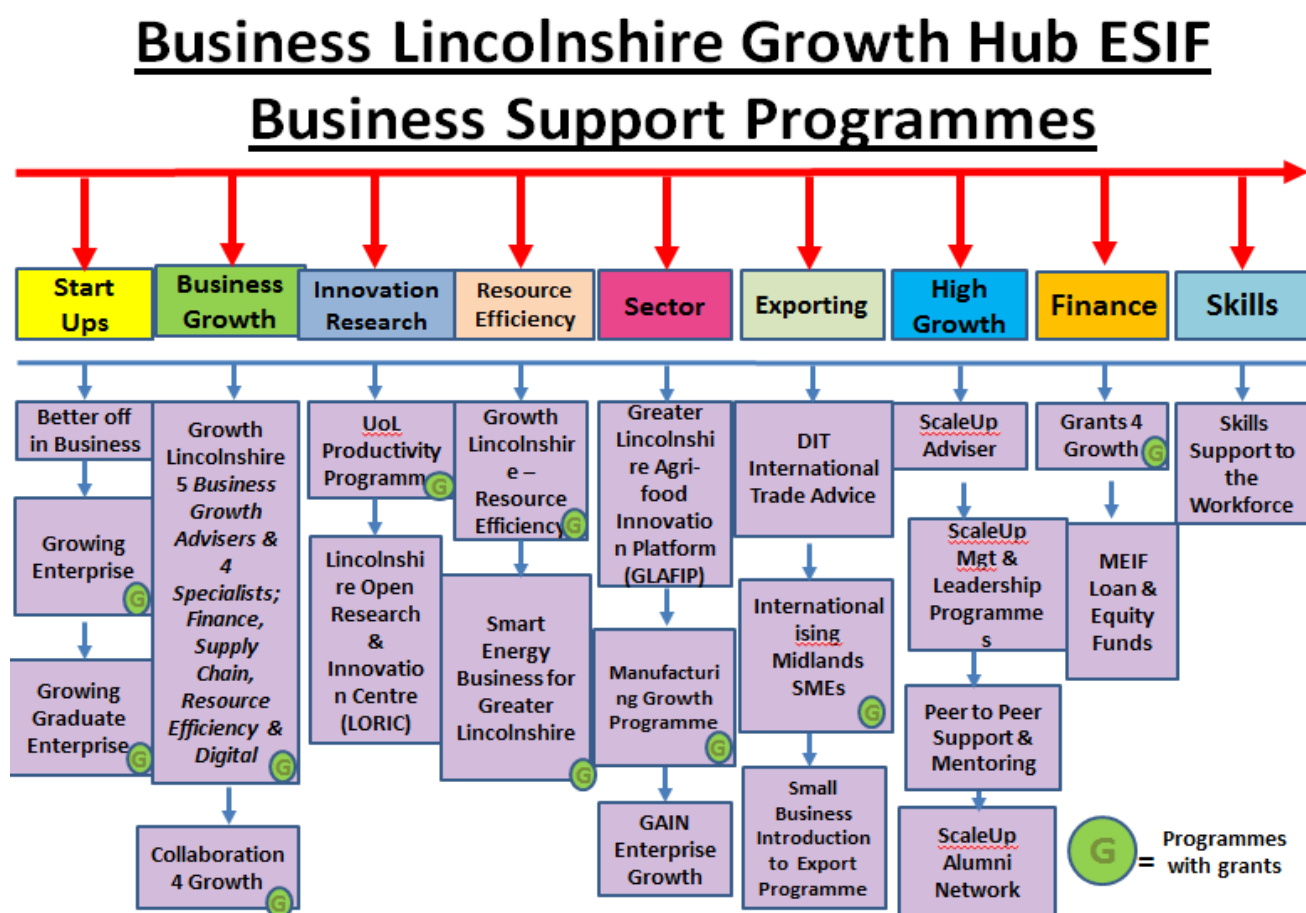 Business Lincolnshire Growth Hub ESIF
Business Support Programmes
Start
Ups
Business
Growth
Innovation
Research
Resource
Efficiency
Sector
Exporting
High
Growth
Finance
Skills
Better off
in Business
Growing
Enterprise
G
Growing
Graduate
Enterprise
G
Growth
Lincolnshire
5 Business
Growth
Advisers &
4
Specialists;
Finance,
Supply
Chain,
Resource
Efficiency &
Digital
G
Collaboration
4 Growth
G
UoL
Productivity
Programm
G
Lincolnshi
re Open
Research
&
Innovatio
n Centre
(LORIC)
Growth
Lincolnshir
e –
Resource
Efficiency
G
Smart
Energy
Business for
Greater
Lincolnshire
G
Greater
Lincolnshi
re Agri-
food
Innovatio
n Platform
(GLAFIP)
Manufacturi
ng Growth
Programme
G
GAIN
Enterprise
Growth
DIT
International
Trade Advice
International
ising
Midlands
SMEs
G
Small
Business
Introduction
to Export
Programme
ScaleUp
Adviser
ScaleUp
Mgt &
Leadership
Programme
s
Peer to Peer
Support &
Mentoring
ScaleUp
Alumni
Network
Grants 4
Growth
G
MEIF
Loan &
Equity
Funds
Skills
Support to
the
Workforce
G = Programmes
with grants